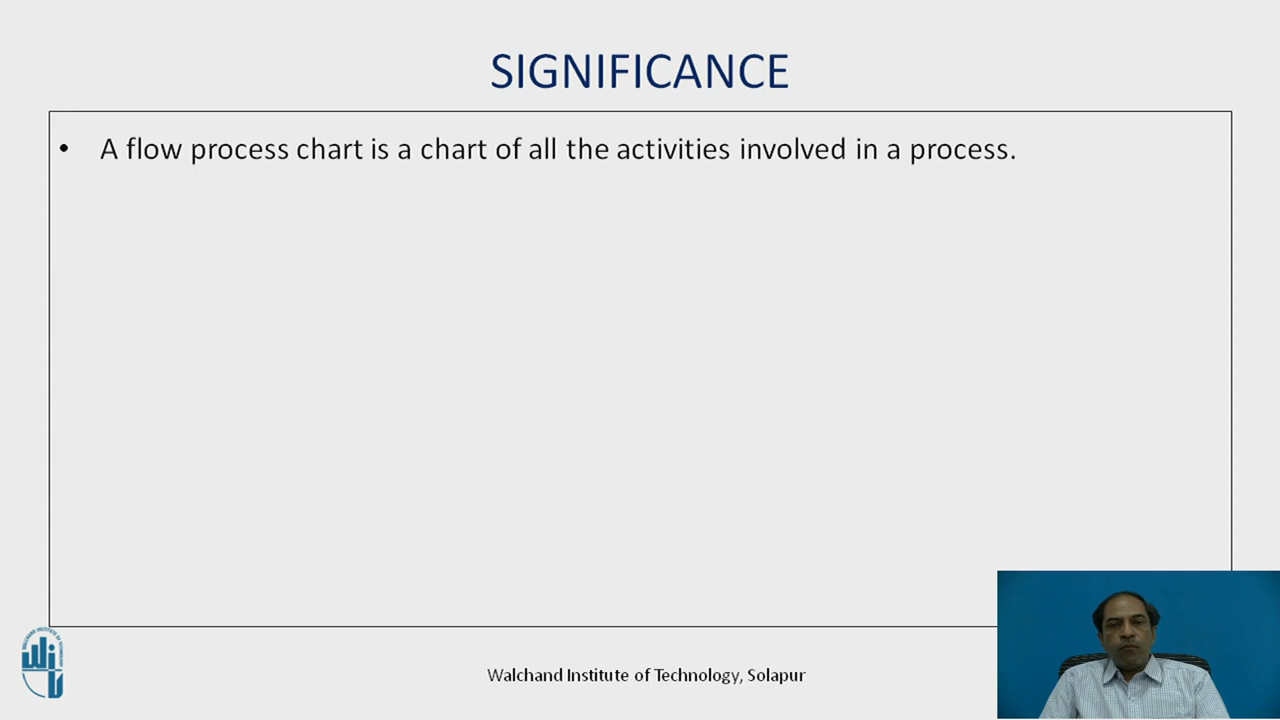 SIGNIFICANCE
• A flow process chart is a chart of all the activities involved in a process.
Walchand Institute of Technology, Solapur